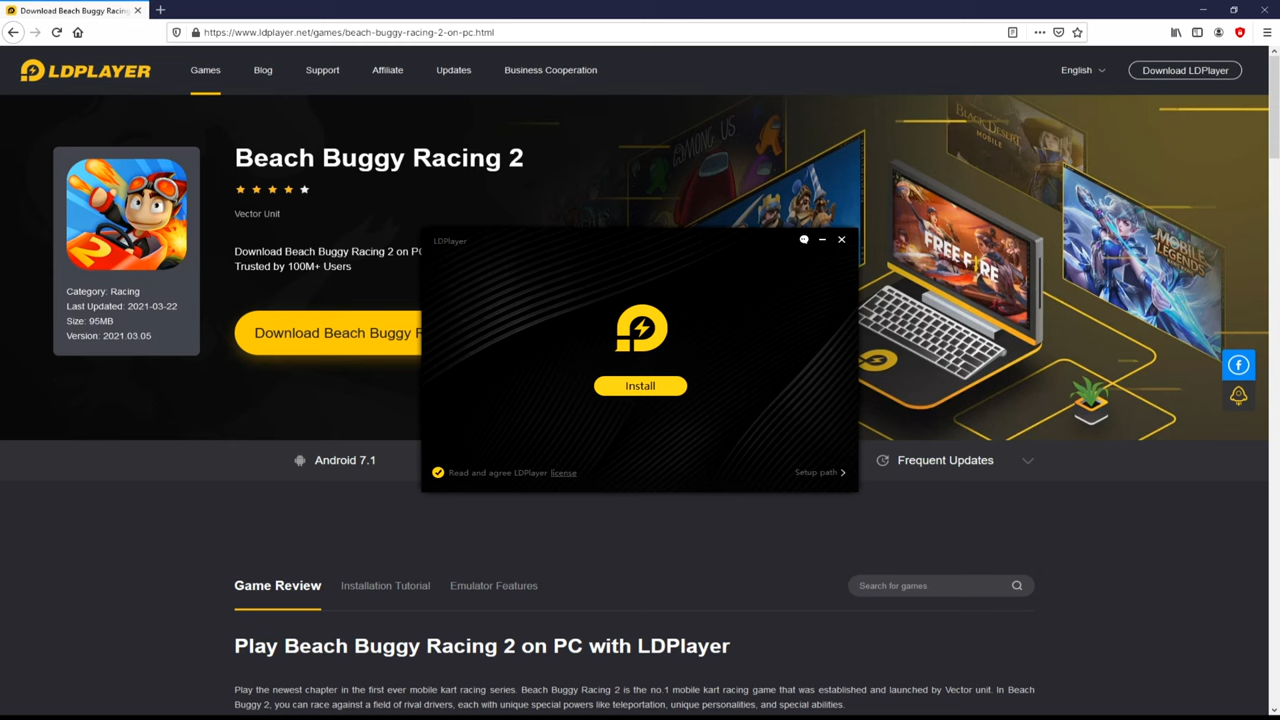 Download Beach Buggy Racing
https://www.ldplayer.net/games/beach-buggy-racing-2-on-pc.html
LDPLAYER
Games
Blog
Support
Affiliate
Updates
Business Cooperation
English
Download LDPlayer
2
Category: Racing
Last Updated: 2021-03-22
Size: 95MB
Version: 2021.03.05
Beach Buggy Racing 2
Vector Unit
Download Beach Buggy Racing 2 on PC
Trusted by 100M+ Users
Download Beach Buggy R
AMONG US
BLACK DESERT
MOBILE
FREE FIRE
MOBILE
LEGENDS
LDPlayer
Install
Read and agree LDPlayer license
Setup path
Android 7.1
Frequent Updates
Game Review
Installation Tutorial
Emulator Features
Search for games
Play Beach Buggy Racing 2 on PC with LDPlayer
Play the newest chapter in the first ever mobile kart racing series. Beach Buggy Racing 2 is the no.1 mobile kart racing game that was established and launched by Vector unit. In Beach
Buggy 2, you can race against a field of rival drivers, each with unique special powers like teleportation, unique personalities, and special abilities.